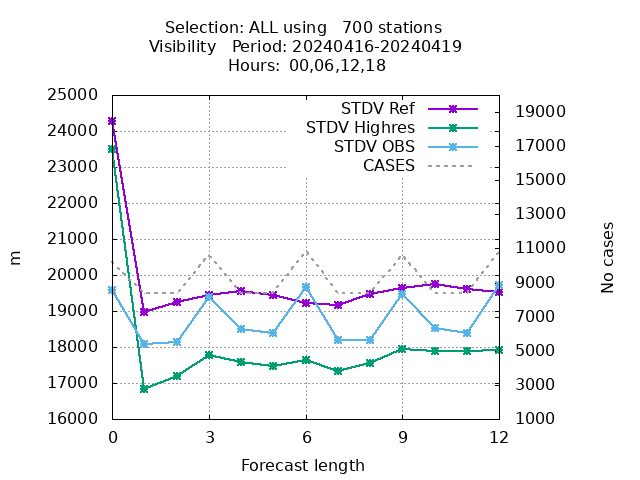 Selection: ALL using   700 stations
Visibility   Period: 20240416-20240419
Hours: 00,06,12,18
25000
24000
23000
22000
21000
20000
19000
18000
17000
16000
m
STDV Ref
STDV Highres
STDV OBS
CASES
19000
17000
15000
13000
11000
9000
7000
5000
3000
1000
No cases
0 3 6 9 12
Forecast length